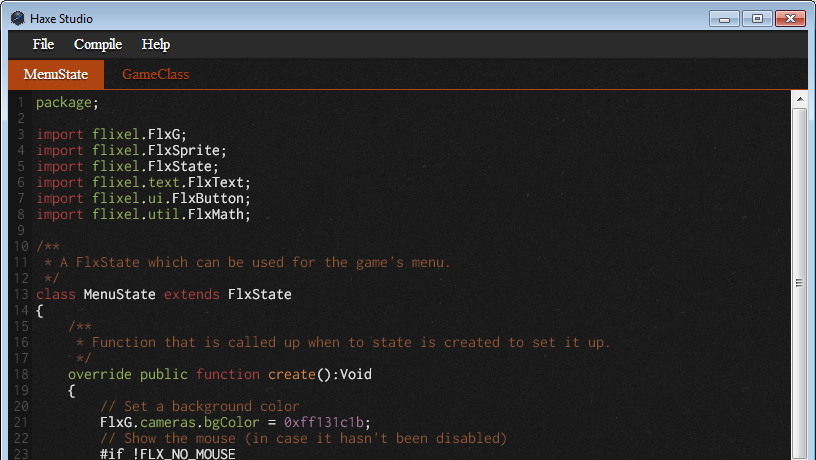 Haxe Studio
File Compile Help
MenuState GameClass
1 package;
2
3 import flixel.FlxG;
4 import flixel.FlxSprite;
5 import flixel.FlxState;
6 import flixel.text.FlxText;
7 import flixel.ui.FlxButton;
8 import flixel.util.FlxMath;
9
10 /**
11  * A FlxState which can be used for the game's menu.
12  */
13 class MenuState extends FlxState
14 {
15     /**
16      * Function that is called up when to state is created to set it up.
17      */
18     override public function create():Void
19     {
20         // Set a background color
21         FlxG.cameras.bgColor = 0xff131c1b;
22         // Show the mouse (in case it hasn't been disabled)
23         #if !FLX_NO_MOUSE